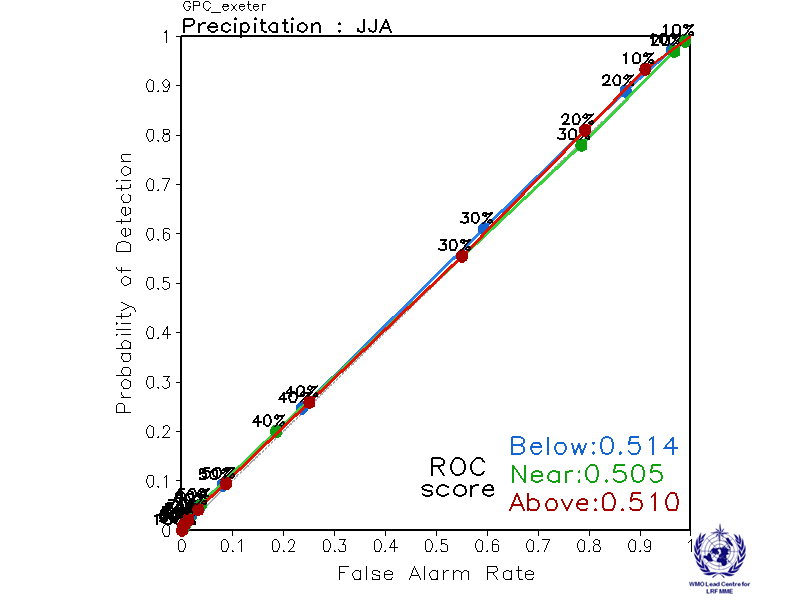 GPC_exeter
Precipitation : JJA
1
0.9
0.8
0.7
0.6
0.5
0.4
0.3
0.2
0.1
0
Probability of Detection
10%
10%
20%
20%
30%
30%
30%
40%
40%
40%
50%
ROC
score
Below:0.514
Near:0.505
Above:0.510
0 0.1 0.2 0.3 0.4 0.5 0.6 0.7 0.8 0.9 1
False Alarm Rate
WMO Lead Centre for
LRF MME